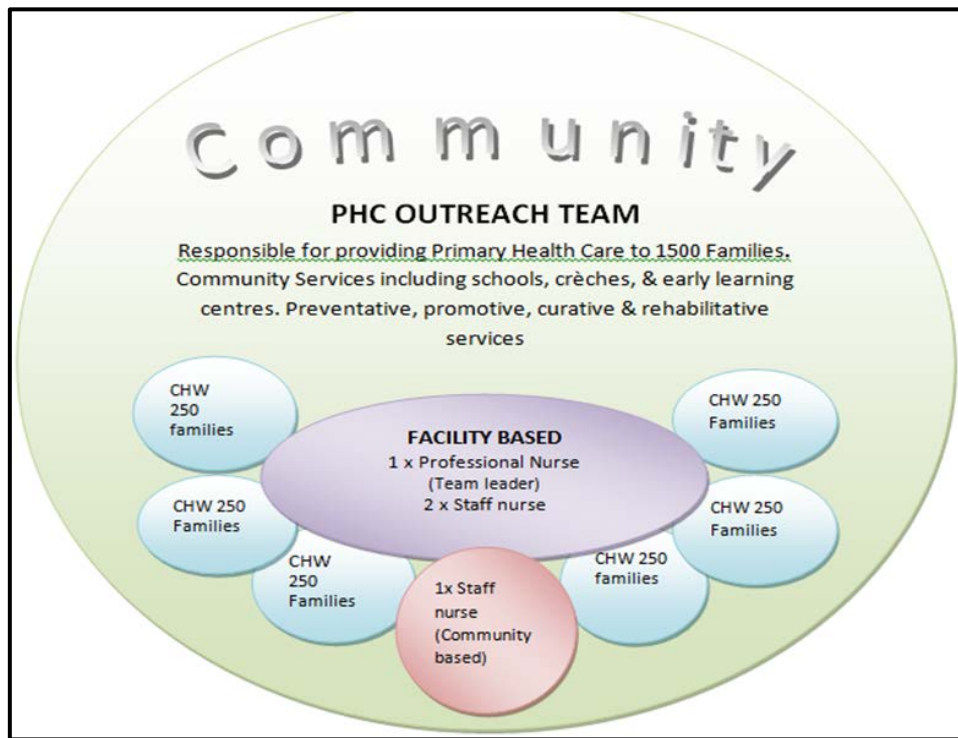 Community
PHC OUTREACH TEAM
Responsible for providing Primary Health Care to 1500 Families.
Community Services including schools, crèches, & early learning
centres. Preventative, promotive, curative & rehabilitative
services
CHW
250
families
CHW 250
Families
CHW
250
Families
FACILITY BASED
1 x Professional Nurse
(Team leader)
2 x Staff nurse
1x Staff
nurse
(Community
based)
CHW 250
families
CHW 250
Families
CHW 250
Families